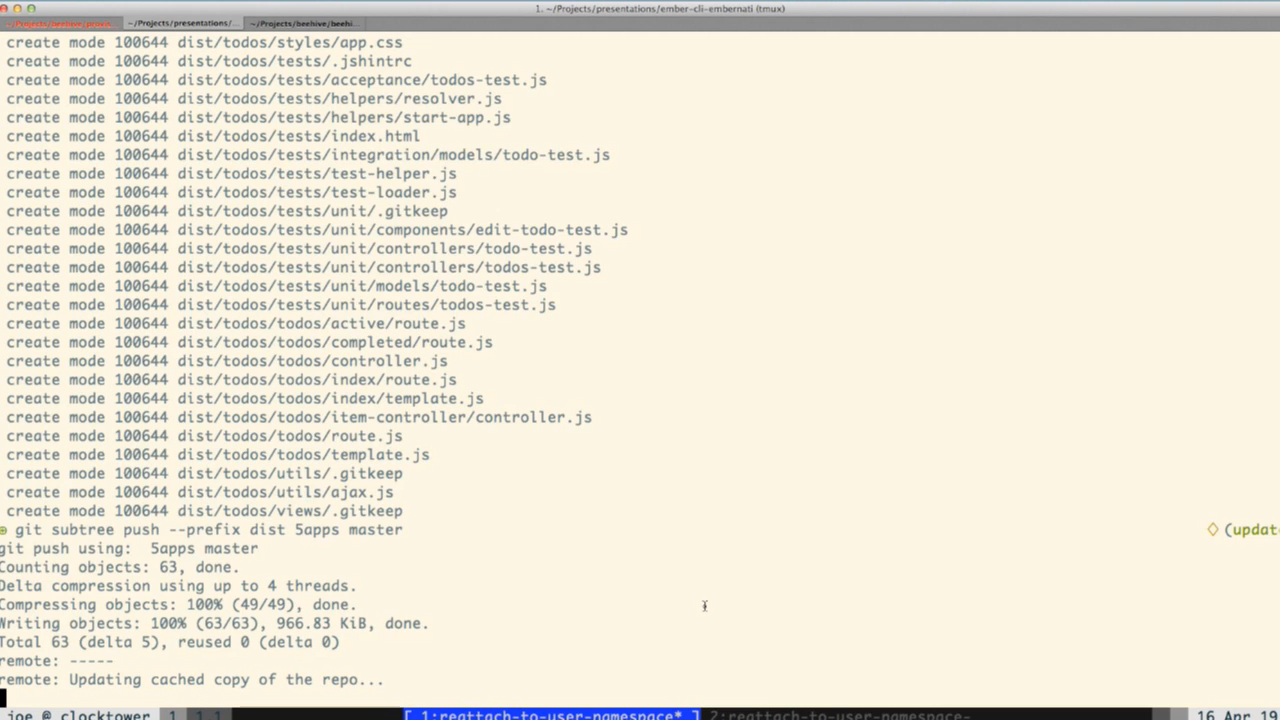 1. ~/Projects/presentations/ember-cli-embernati (tmux)
~/Projects/presentations/... ~/Projects/beehive/beehi...
create mode 100644 dist/todos/styles/app.css
create mode 100644 dist/todos/tests/.jshintrc
create mode 100644 dist/todos/tests/acceptance/todos-test.js
create mode 100644 dist/todos/tests/helpers/resolver.js
create mode 100644 dist/todos/tests/helpers/start-app.js
create mode 100644 dist/todos/tests/index.html
create mode 100644 dist/todos/tests/integration/models/todo-test.js
create mode 100644 dist/todos/tests/test-helper.js
create mode 100644 dist/todos/tests/test-loader.js
create mode 100644 dist/todos/tests/unit/.gitkeep
create mode 100644 dist/todos/tests/unit/components/edit-todo-test.js
create mode 100644 dist/todos/tests/unit/controllers/todo-test.js
create mode 100644 dist/todos/tests/unit/controllers/todos-test.js
create mode 100644 dist/todos/tests/unit/models/todo-test.js
create mode 100644 dist/todos/tests/unit/routes/todos-test.js
create mode 100644 dist/todos/todos/active/route.js
create mode 100644 dist/todos/todos/completed/route.js
create mode 100644 dist/todos/todos/controller.js
create mode 100644 dist/todos/todos/index/route.js
create mode 100644 dist/todos/todos/index/template.js
create mode 100644 dist/todos/todos/item-controller/controller.js
create mode 100644 dist/todos/todos/route.js
create mode 100644 dist/todos/todos/template.js
create mode 100644 dist/todos/utils/.gitkeep
create mode 100644 dist/todos/utils/ajax.js
create mode 100644 dist/todos/views/.gitkeep
git subtree push --prefix dist 5apps master ◇ (updat
git push using: 5apps master
Counting objects: 63, done.
Delta compression using up to 4 threads.
Compressing objects: 100% (49/49), done.
Writing objects: 100% (63/63), 966.83 KiB, done.
Total 63 (delta 5), reused 0 (delta 0)
remote: -----
remote: Updating cached copy of the repo...
joe @ clocktower 1 1 1 [ 1:reattach-to-user-namespace* ] 2:reattach-to-user-namespace- 16 Apr 19